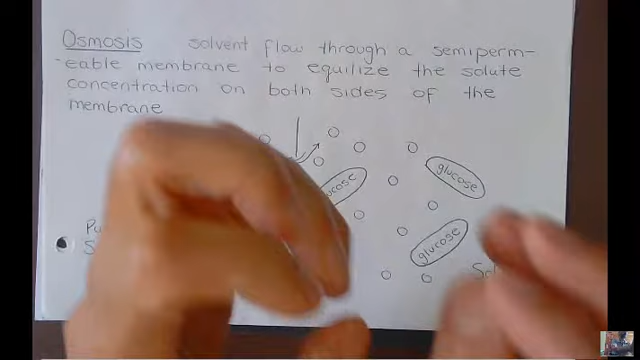 Osmosis solvent flow through a semiperm-
-eable membrane to equilize the solute
concentration on both sides of the
membrane
glucose
glucose